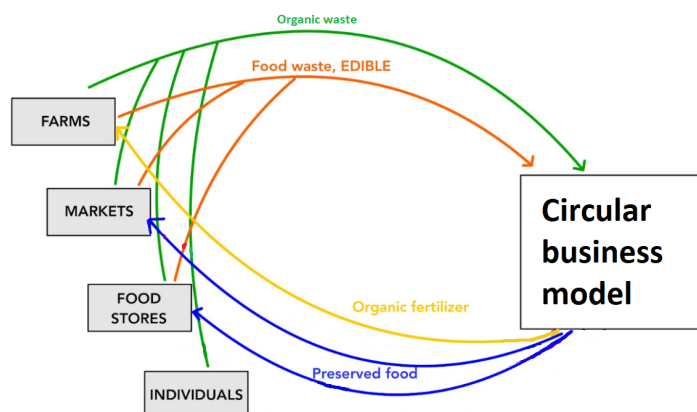 Organic waste
Food waste, EDIBLE
FARMS
MARKETS
FOOD
STORES
INDIVIDUALS
Circular
business
model
Organic fertilizer
Preserved food